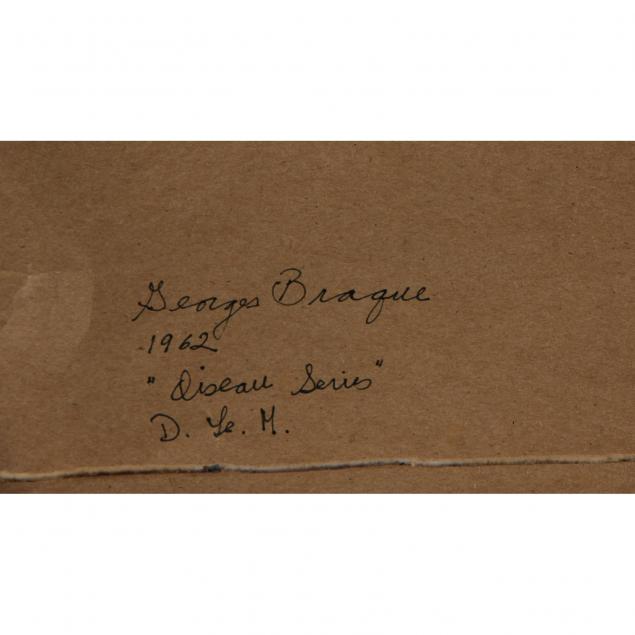 Georges Braque
1962
"Oiseau Series"
D. Le. M.